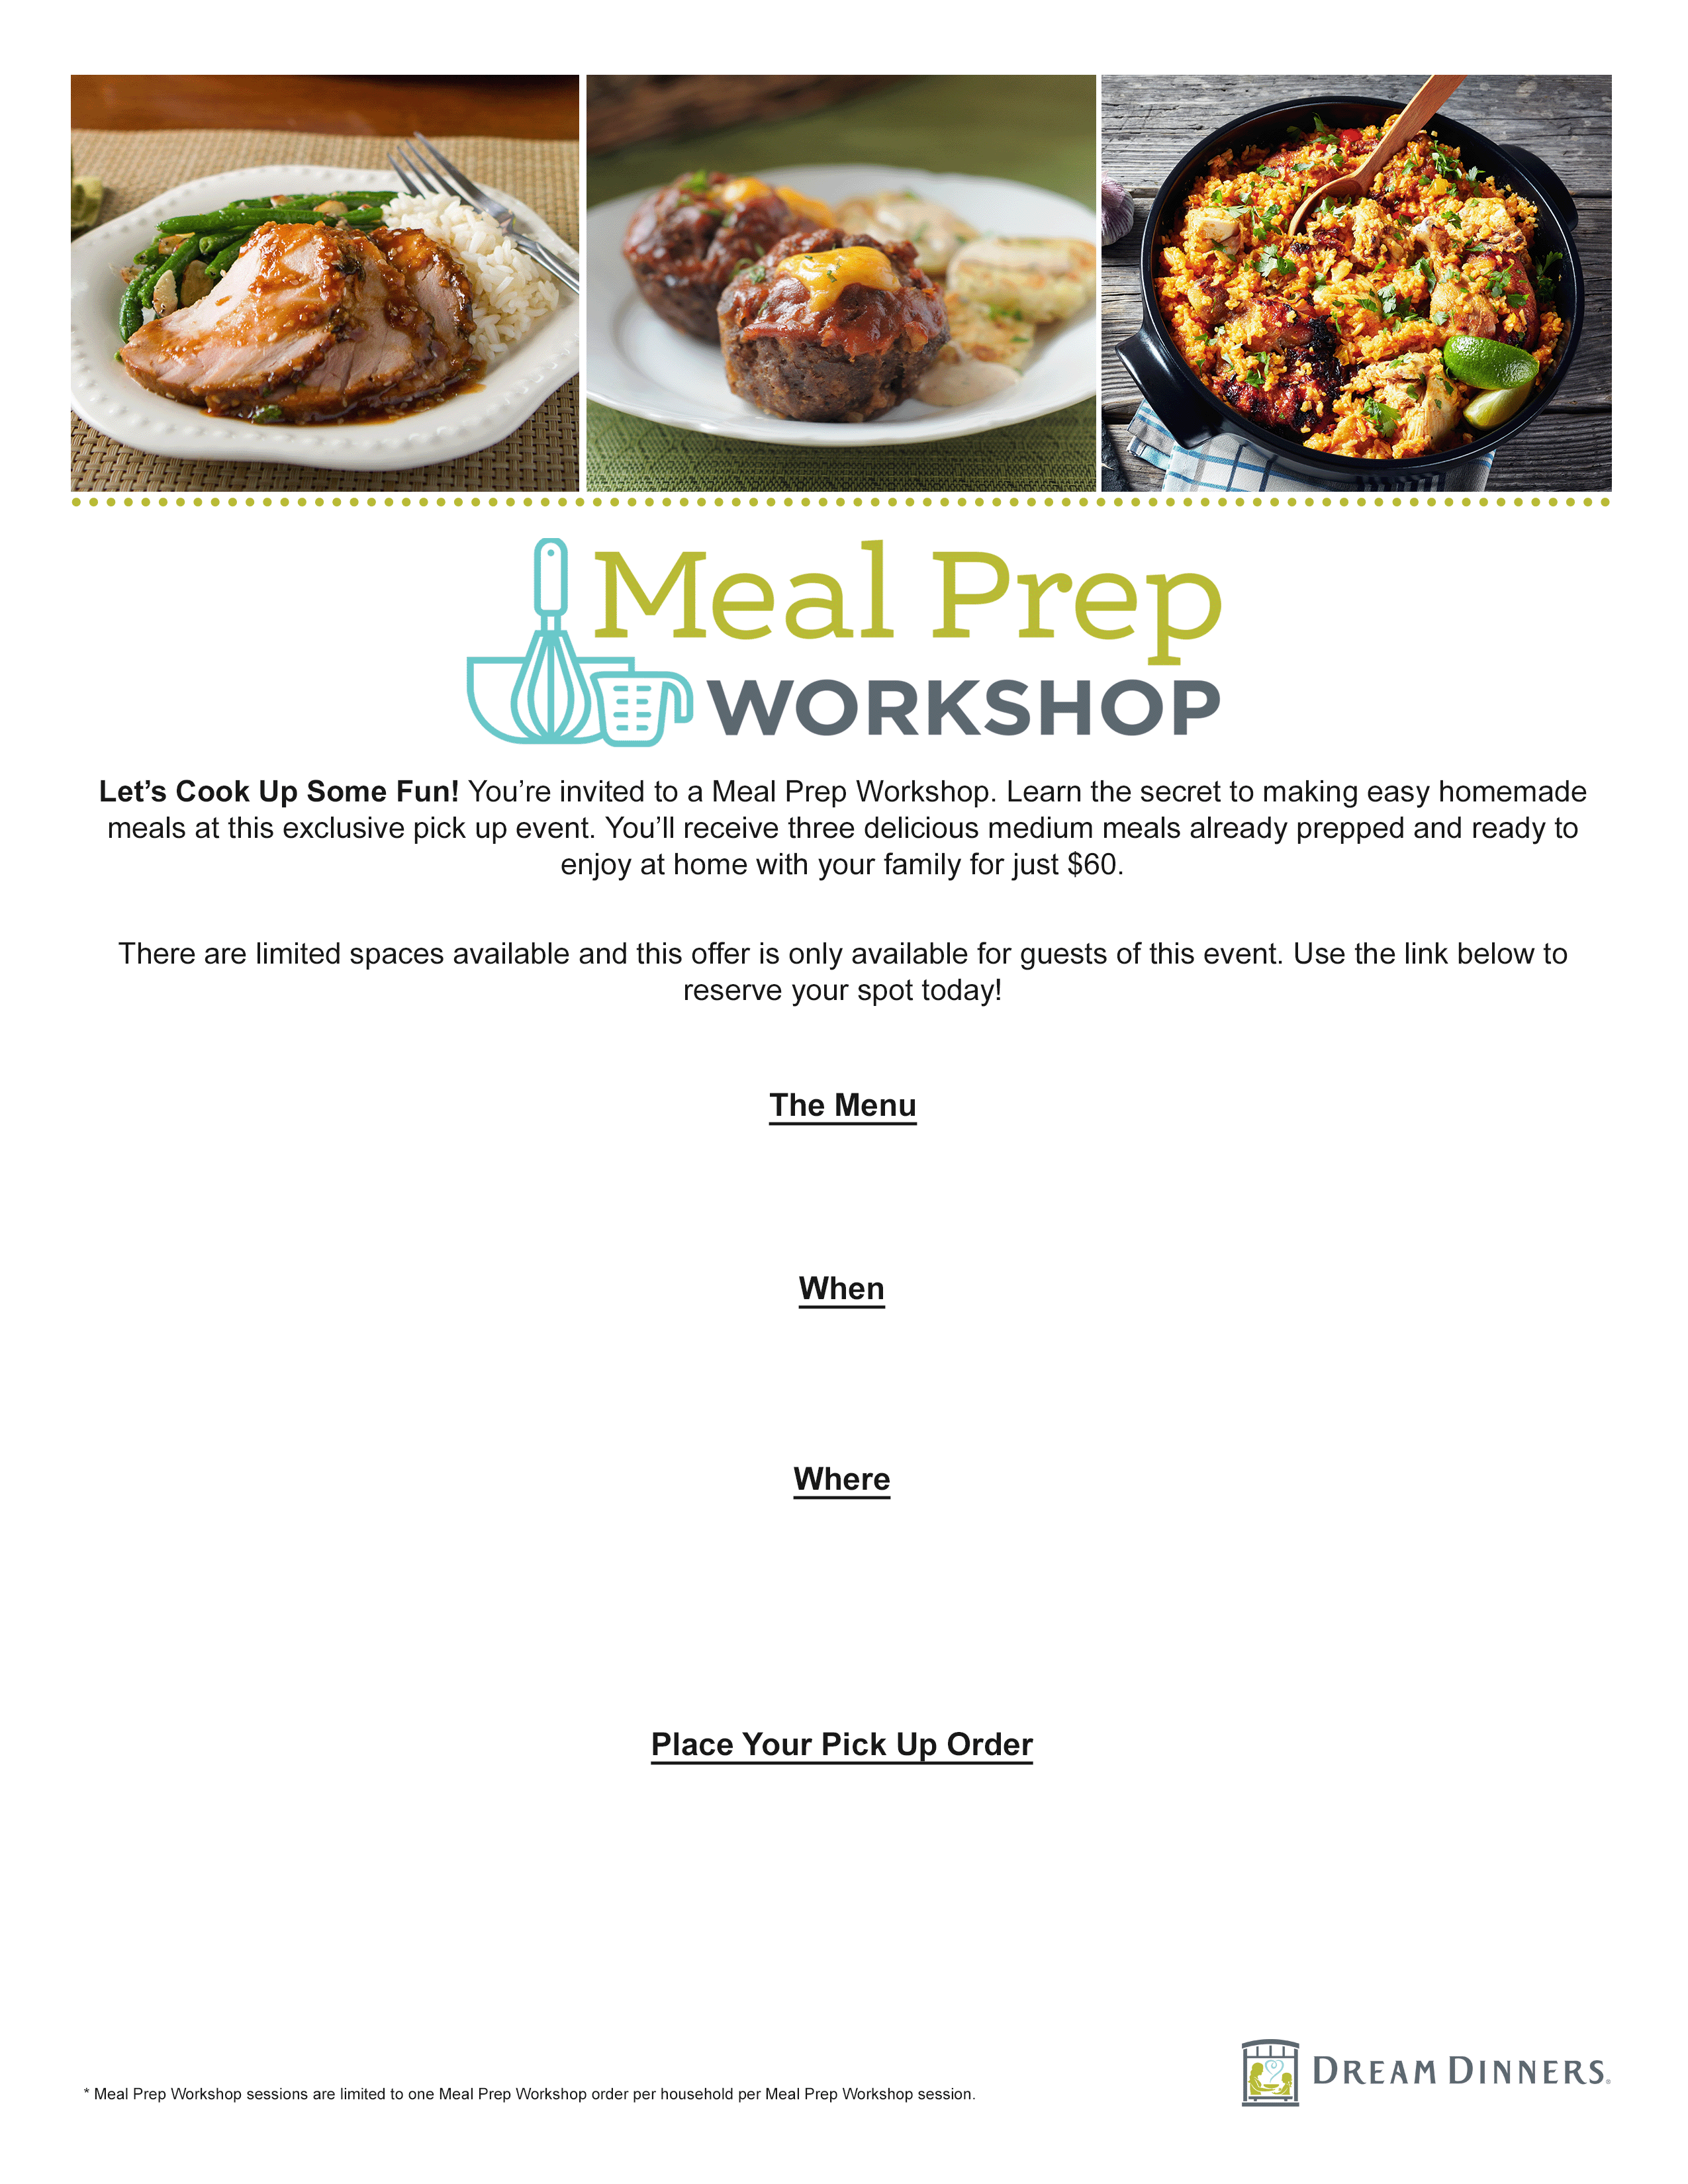 Meal Prep
WORKSHOP
Let’s Cook Up Some Fun! You’re invited to a Meal Prep Workshop. Learn the secret to making easy homemade
meals at this exclusive pick up event. You’ll receive three delicious medium meals already prepped and ready to
enjoy at home with your family for just $60.
There are limited spaces available and this offer is only available for guests of this event. Use the link below to
reserve your spot today!
The Menu
When
Where
Place Your Pick Up Order
* Meal Prep Workshop sessions are limited to one Meal Prep Workshop order per household per Meal Prep Workshop session.
DREAM DINNERS®